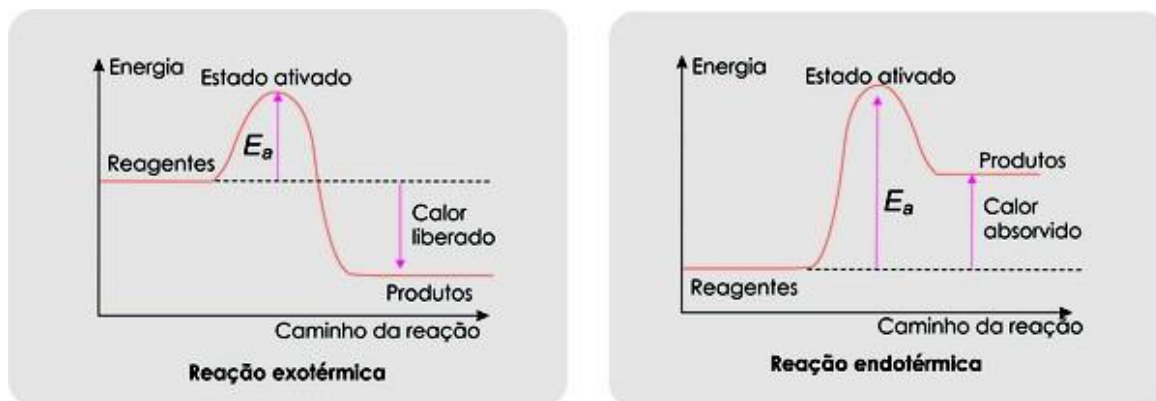 Energia
Estado ativado
Reagentes
Ea
Calor
liberado
Produtos
Caminho da reação
Reação exotérmica
Energia
Estado ativado
Produtos
Ea
Calor
absorvido
Reagentes
Caminho da reação
Reação endotérmica